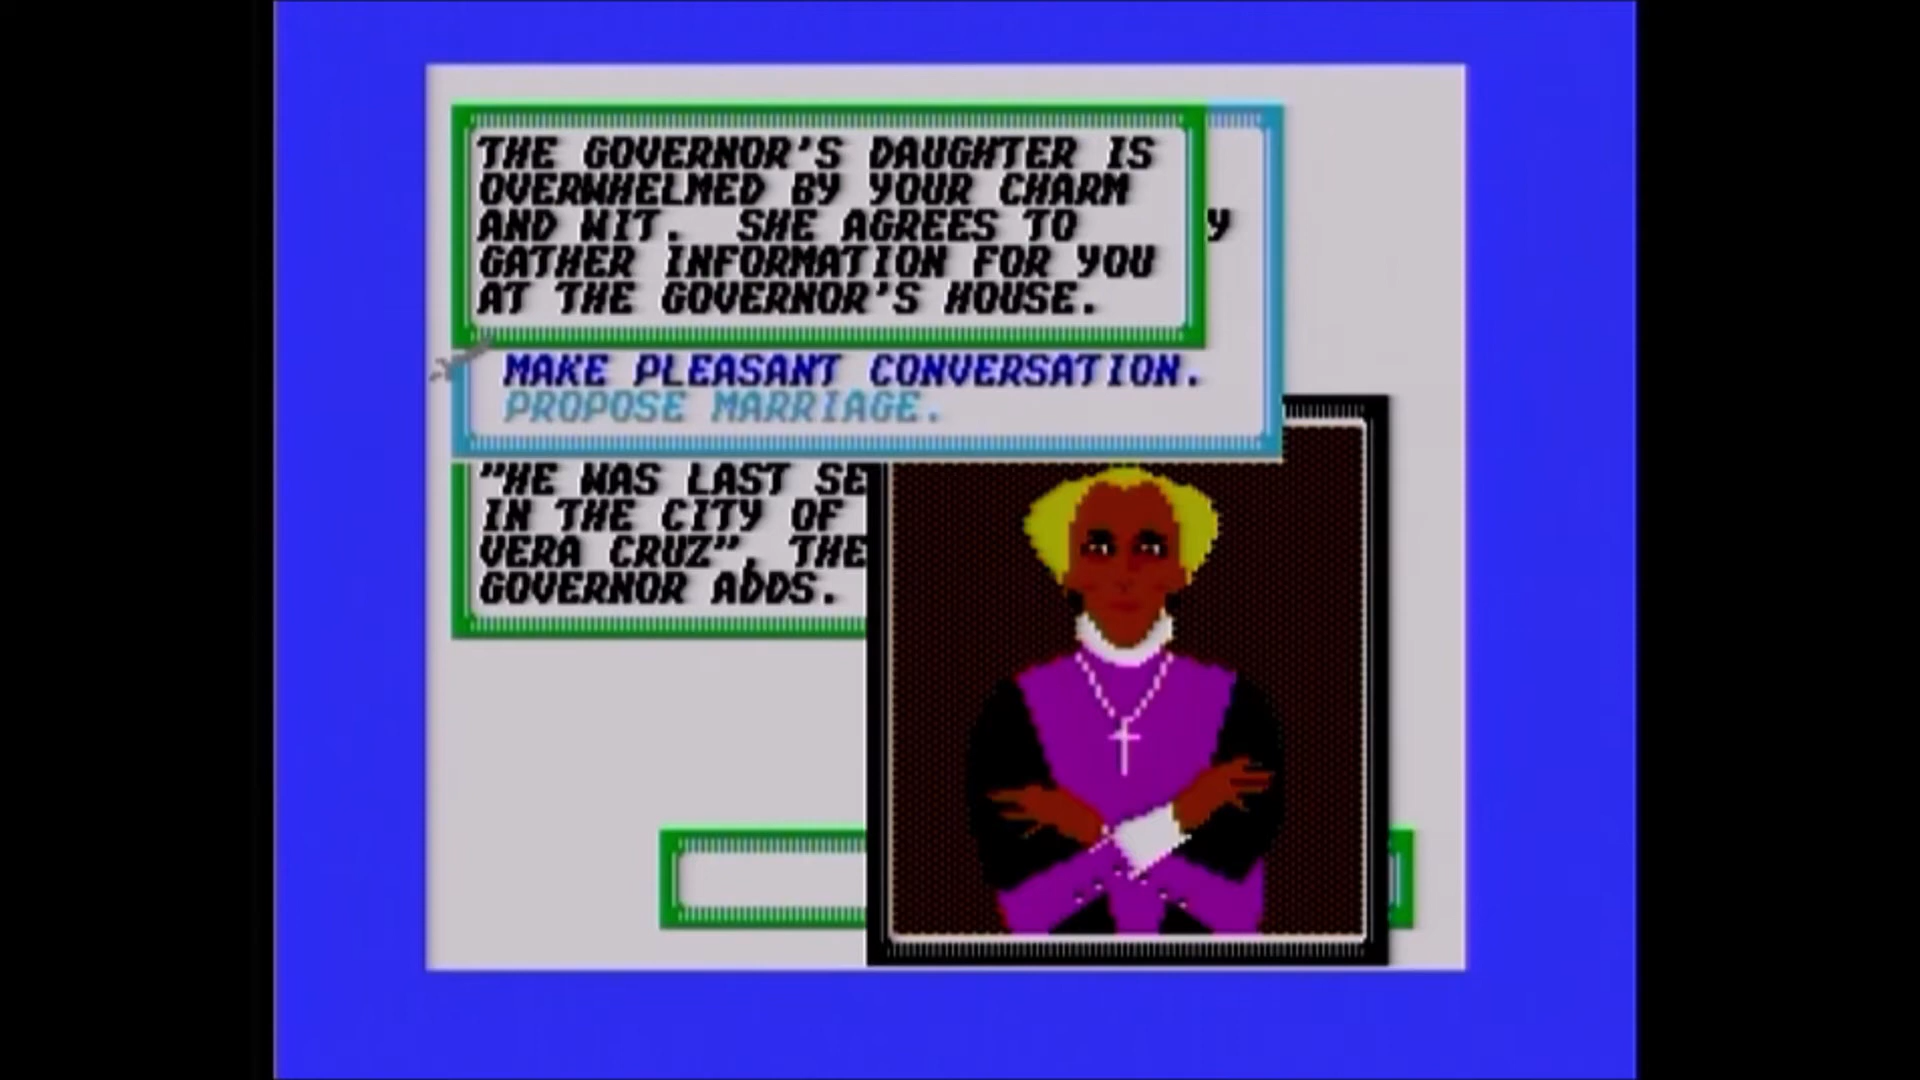 THE GOVERNOR'S DAUGHTER IS
OVERWHELMED BY YOUR CHARM
AND WIT. SHE AGREES TO
Y
GATHER INFORMATION FOR YOU
AT THE GOVERNOR'S HOUSE.
MAKE PLEASANT CONVERSATION.
PROPOSE MARRIAGE.
"HE WAS LAST SE
IN THE CITY OF
VERA CRUZ", THE
GOVERNOR ADDS.